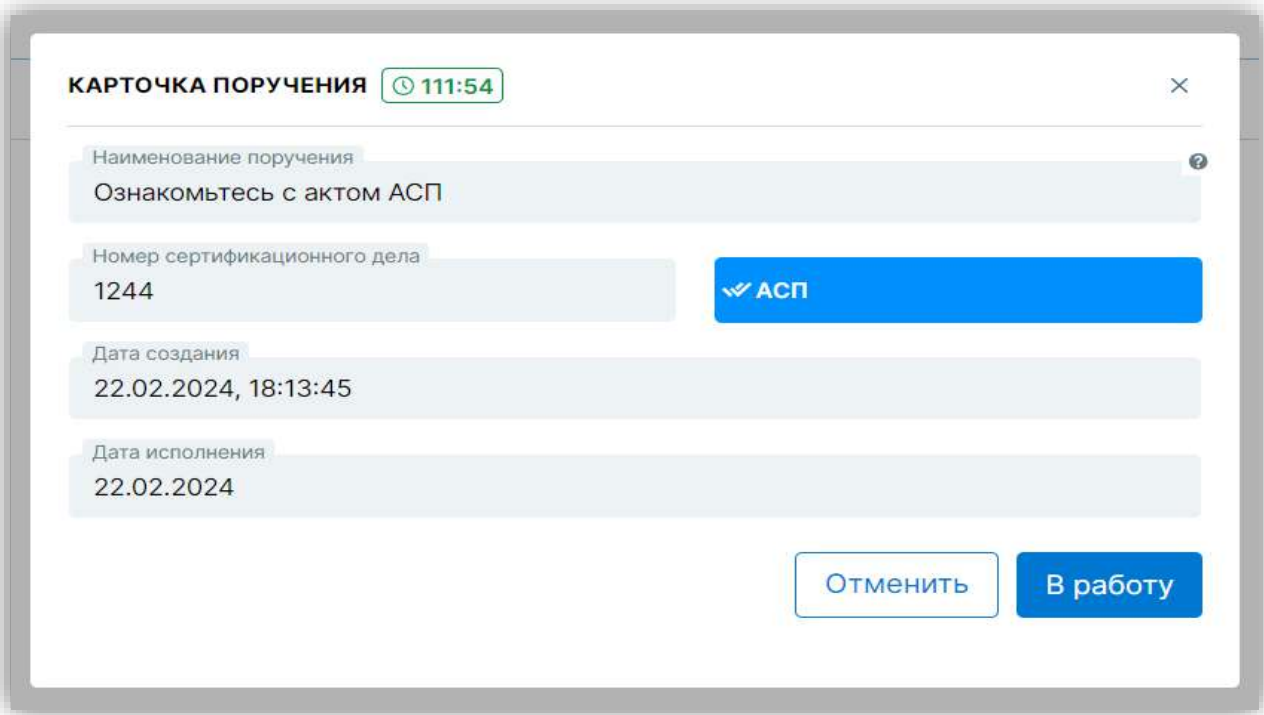 КАРТОЧКА ПОРУЧЕНИЯ 111:54
Наименование поручения
Ознакомьтесь с актом АСП
Номер сертификационного дела
1244
АСП
Дата создания
22.02.2024, 18:13:45
Дата исполнения
22.02.2024
Отменить В работу